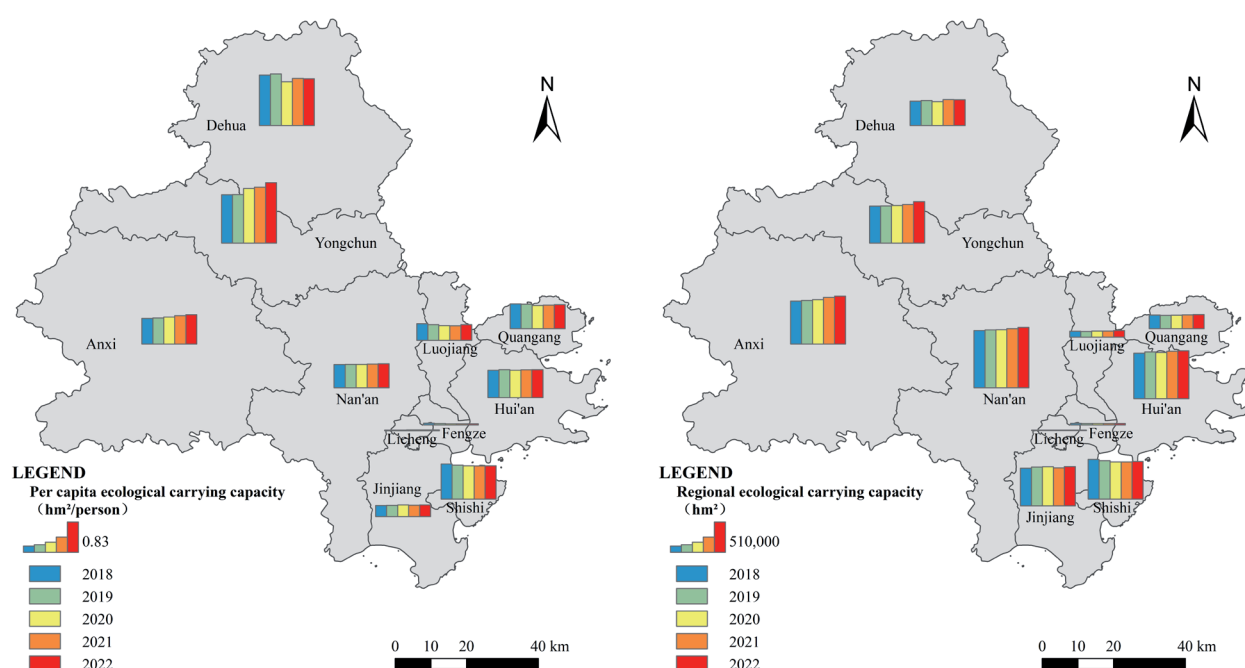 N
Dehua
Yongchun
Anxi
Luojiang
Quangang
Nan'an
Hui'an
Licheng
Fengze
Jinjiang
Shishi
LEGEND
Per capita ecological carrying capacity
（hm²/person）
0.83
2018
2019
2020
2021
2022
0 10 20 40 km
N
Dehua
Yongchun
Anxi
Luojiang
Quangang
Nan'an
Hui'an
Licheng
Fengze
Jinjiang
Shishi
LEGEND
Regional ecological carrying capacity
（hm²）
510,000
2018
2019
2020
2021
2022
0 10 20 40 km